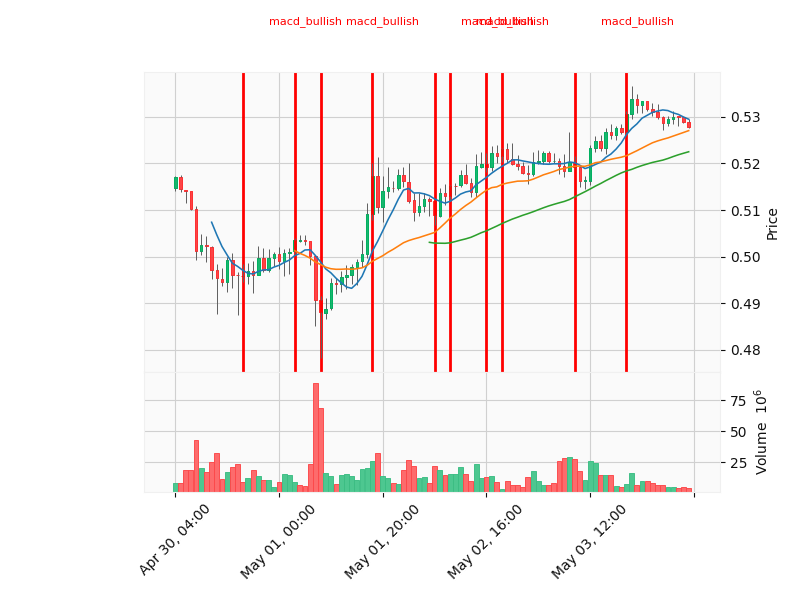 macd_bullish macd_bullish macd_bullish macd_bullish macd_bullish
0.53
0.52
0.51
0.50
0.49
0.48
Price
75
50
25
Volume 10⁶
Apr 30, 04:00
May 01, 00:00
May 01, 20:00
May 02, 16:00
May 03, 12:00